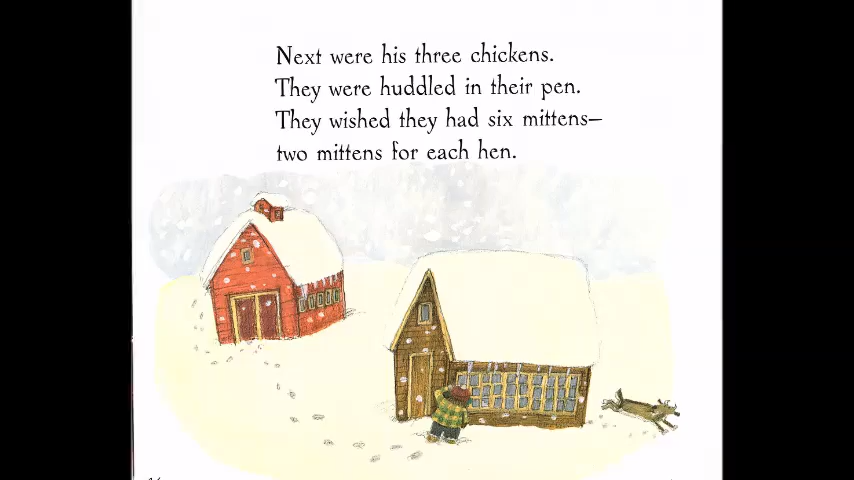 Next were his three chickens.
They were huddled in their pen.
They wished they had six mittens—
two mittens for each hen.